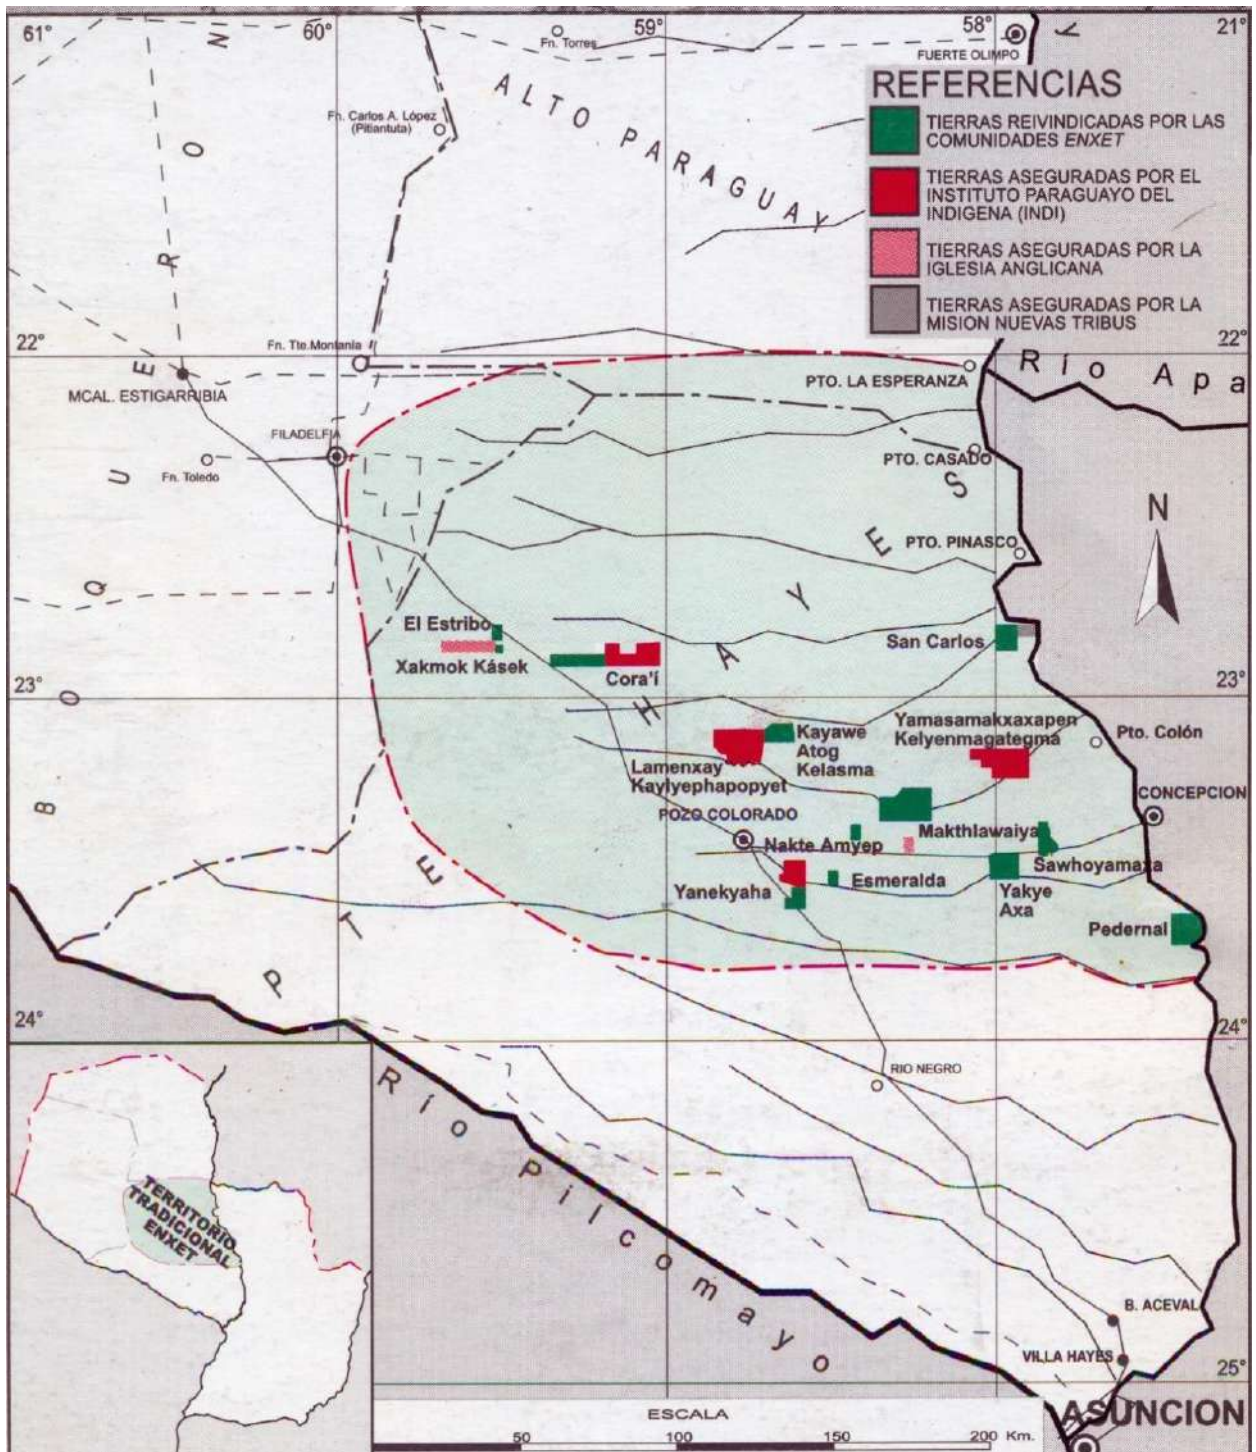 61°
60°
59°
58°
21°
Fn. Torres
FUERTE OLIMPO
REFERENCIAS
TIERRAS REIVINDICADAS POR LAS
COMUNIDADES ENXET
TIERRAS ASEGURADAS POR EL
INSTITUTO PARAGUAYO DEL
INDIGENA (INDI)
TIERRAS ASEGURADAS POR LA
IGLESIA ANGLICANA
TIERRAS ASEGURADAS POR LA
MISION NUEVAS TRIBUS
ALTO PARAGUAY
Fn. Carlos A. López
(Pitiantuta)
BOQUERON
22°
22°
Fn. Tte.Montania
MCAL. ESTIGARRIBIA
PTO. LA ESPERANZA
Río Apa
FILADELFIA
Fn. Toledo
PTO. CASADO
PTO. PINASCO
N
PTE HAYES
El Estribo
Xakmok Kásek
Cora'í
San Carlos
23°
23°
Kayawe
Atog
Kelasma
Yamasamakxaxapen
Kelyenmagategma
Pto. Colón
Lamenxay
Kaylyephapopyet
CONCEPCION
POZO COLORADO
Makthlawaiya
Nakte Amyep
Sawhoyamaxa
Yanekyaha
Esmeralda
Yakye
Axa
Pedernal
24°
24°
RIO NEGRO
Río Pilcomayo
TERRITORIO
TRADICIONAL
ENXET
B. ACEVAL
VILLA HAYES
25°
ASUNCION
ESCALA
50
100
150
200 Km.